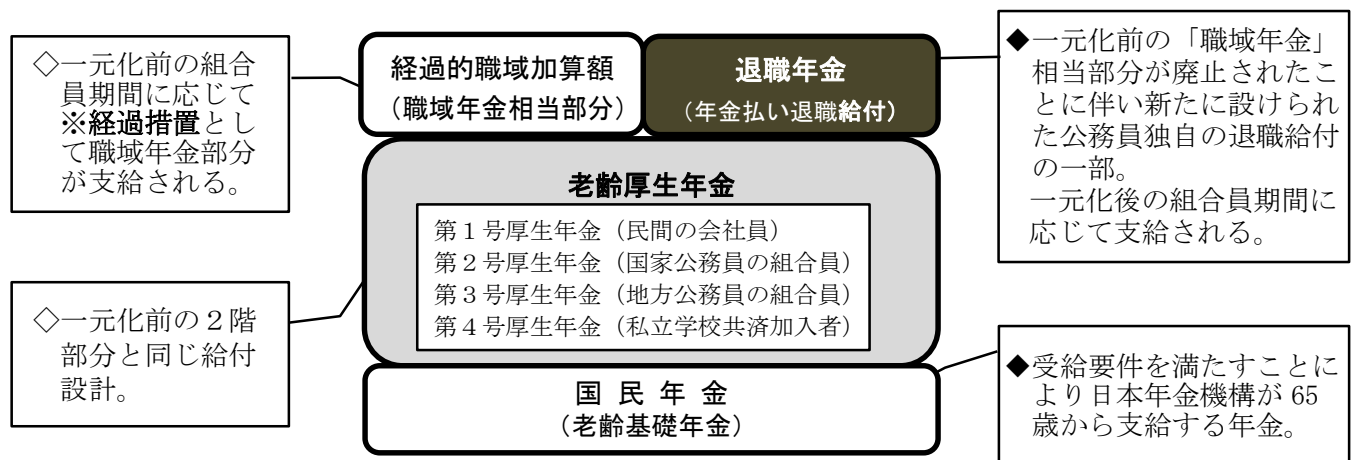 ◇一元化前の組合
員期間に応じて
※経過措置とし
て職域年金部分
が支給される。
経過的職域加算額
(職域年金相当部分)
退職年金
(年金払い退職給付)
◆一元化前の「職域年金」
相当部分が廃止されたこ
とに伴い新たに設けられ
た公務員独自の退職給付
の一部。
一元化後の組合員期間に
応じて支給される。
老齢厚生年金
第1号厚生年金(民間の会社員)
第2号厚生年金(国家公務員の組合員)
第3号厚生年金(地方公務員の組合員)
第4号厚生年金(私立学校共済加入者)
◇一元化前の2階
部分と同じ給付
設計。
国 民 年 金
(老齢基礎年金)
◆受給要件を満たすことに
より日本年金機構が 65
歳から支給する年金。